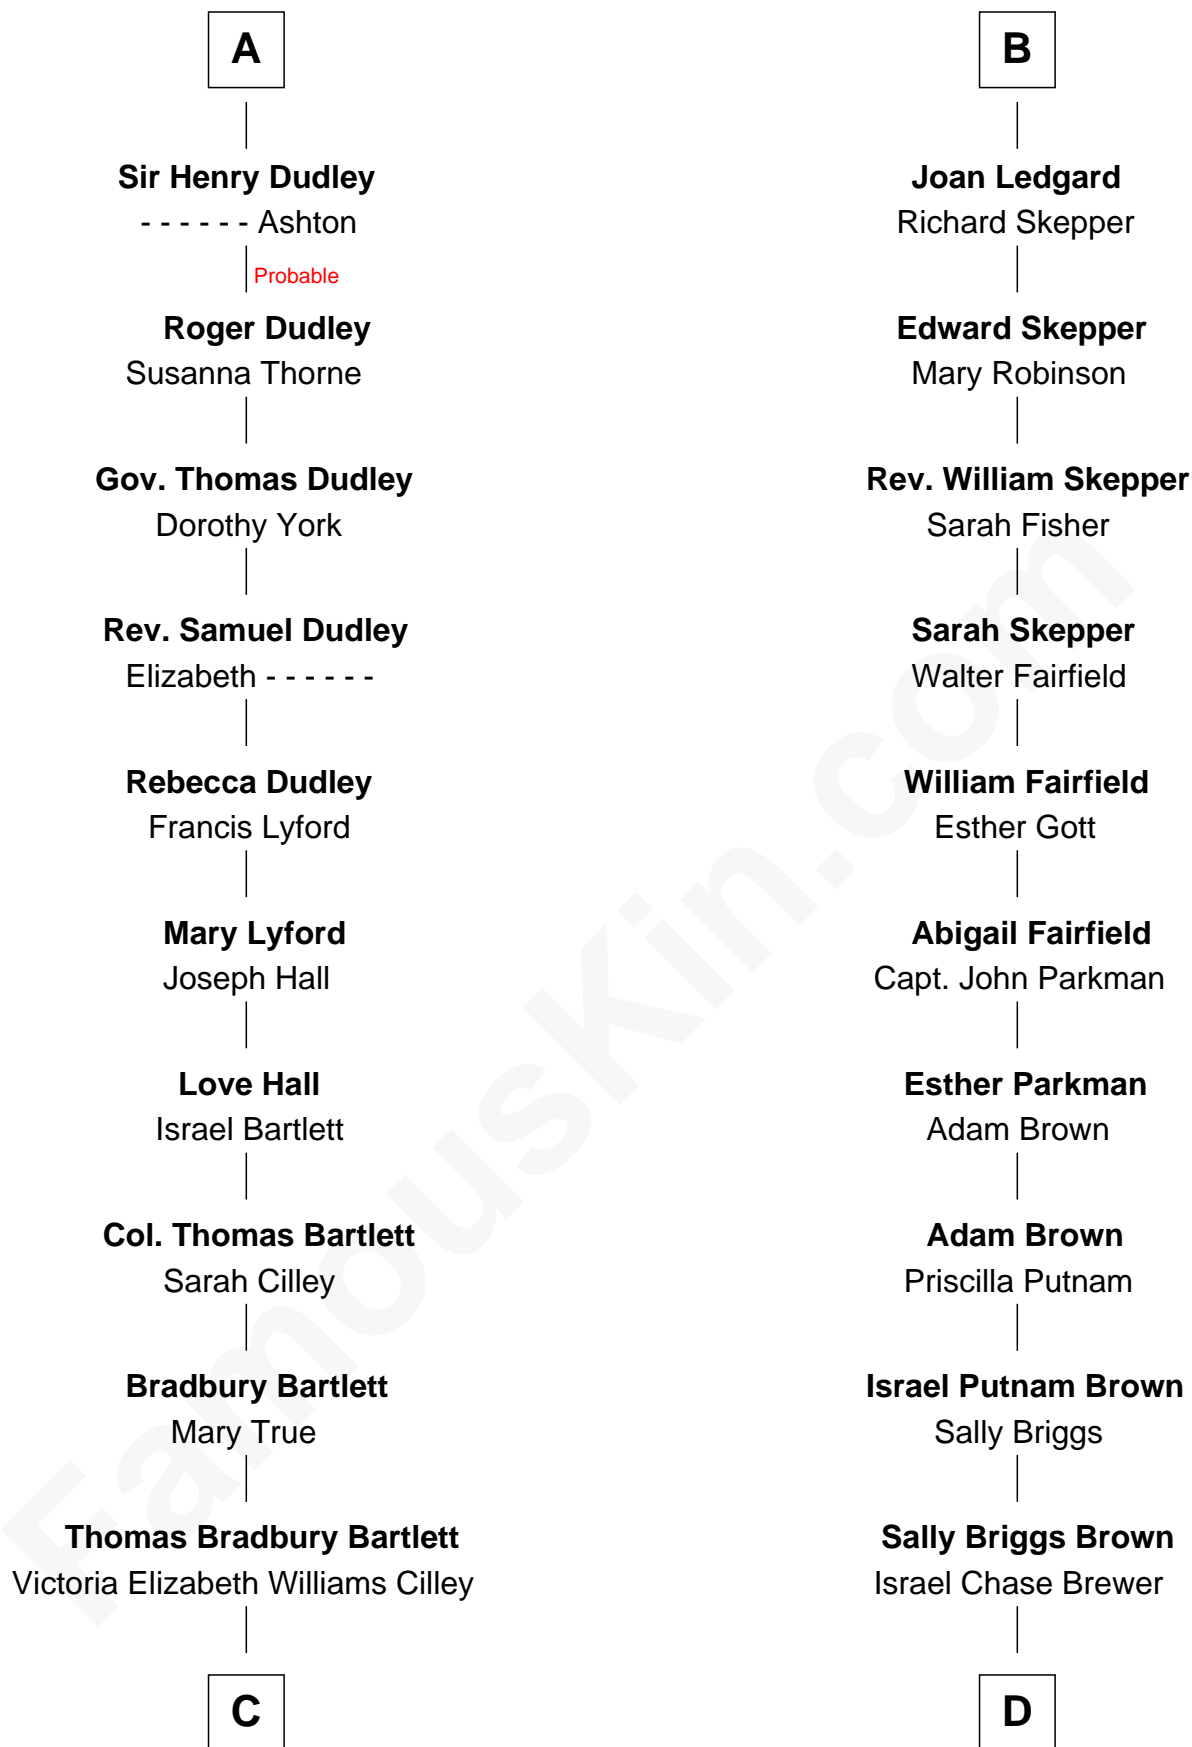 A
Sir Henry Dudley
- - - - - - Ashton
Probable
Roger Dudley
Susanna Thorne
Gov. Thomas Dudley
Dorothy York
Rev. Samuel Dudley
Elizabeth - - - - - -
Rebecca Dudley
Francis Lyford
Mary Lyford
Joseph Hall
Love Hall
Israel Bartlett
Col. Thomas Bartlett
Sarah Cilley
Bradbury Bartlett
Mary True
Thomas Bradbury Bartlett
Victoria Elizabeth Williams Cilley
C
B
Joan Ledgard
Richard Skepper
Edward Skepper
Mary Robinson
Rev. William Skepper
Sarah Fisher
Sarah Skepper
Walter Fairfield
William Fairfield
Esther Gott
Abigail Fairfield
Capt. John Parkman
Esther Parkman
Adam Brown
Adam Brown
Priscilla Putnam
Israel Putnam Brown
Sally Briggs
Sally Briggs Brown
Israel Chase Brewer
D
FamousKin.com